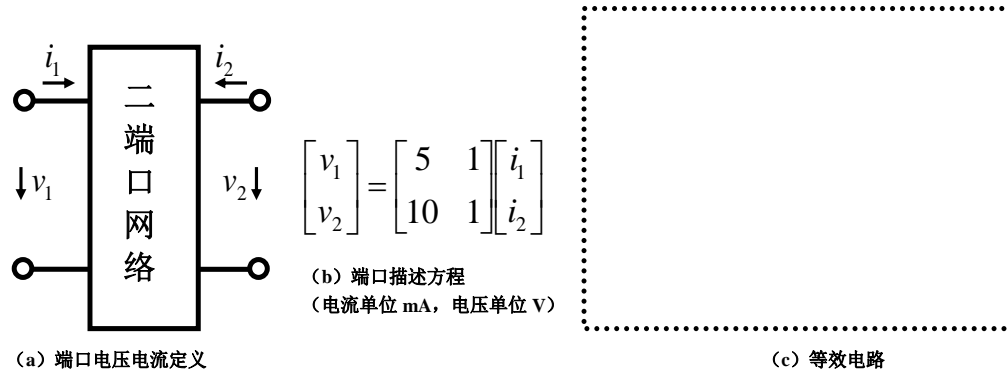 i₁
i₂
二端口网络
v₁
v₂
[v₁ v₂] = [5 1 10 1][i₁ i₂]
（b）端口描述方程
（电流单位 mA，电压单位 V）
（a）端口电压电流定义
（c）等效电路